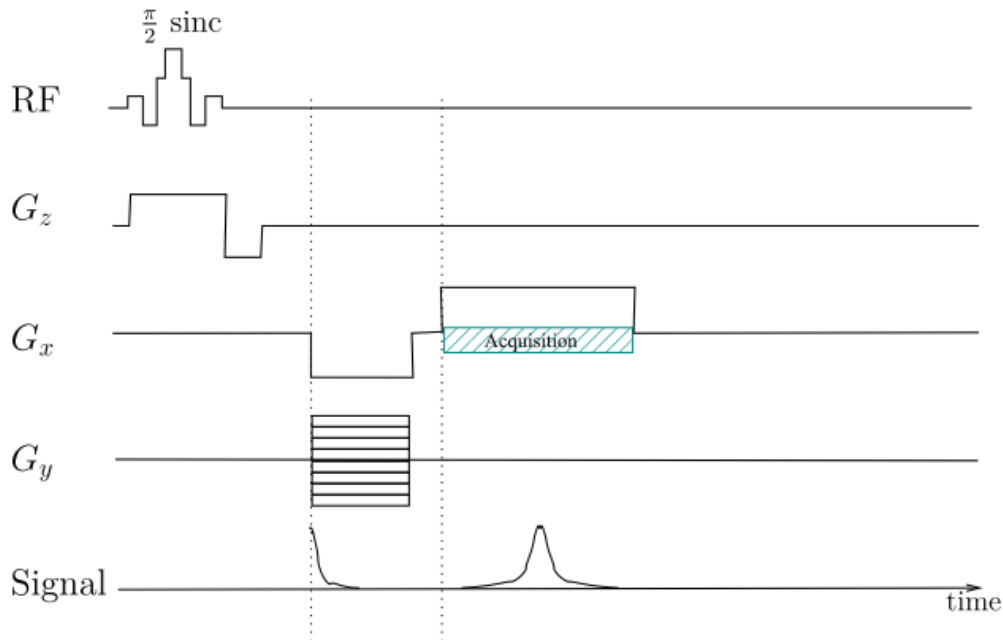 π/2 sinc
RF
G_z
G_x
Acquisition
G_y
Signal
time